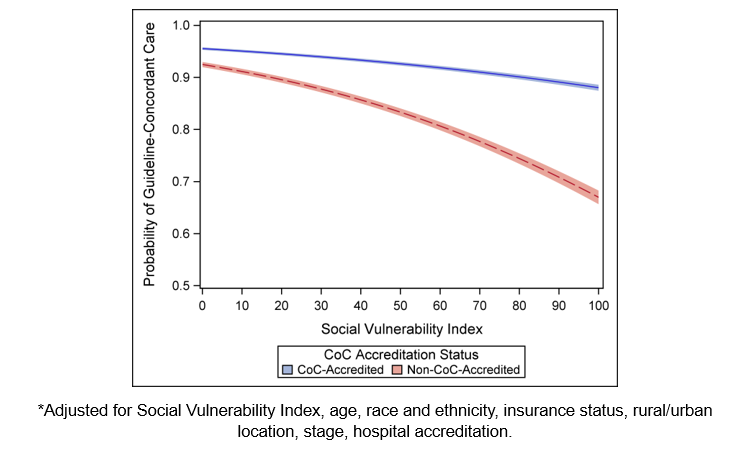 Probability of Guideline-Concordant Care
1.0
0.9
0.8
0.7
0.6
0.5
0 10 20 30 40 50 60 70 80 90 100
Social Vulnerability Index
CoC Accreditation Status
CoC-Accredited Non-CoC-Accredited
*Adjusted for Social Vulnerability Index, age, race and ethnicity, insurance status, rural/urban
location, stage, hospital accreditation.